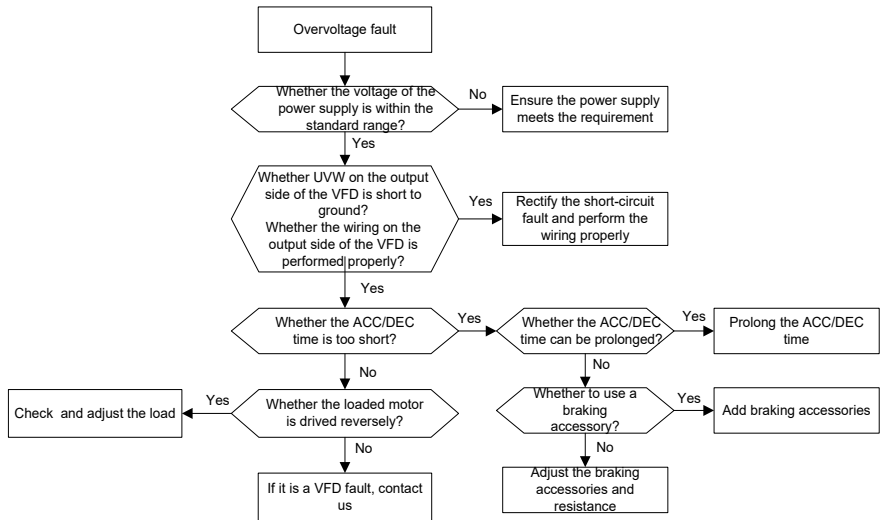 Overvoltage fault
Whether the voltage of the
power supply is within the
standard range?
No
Ensure the power supply
meets the requirement
Yes
Whether UVW on the output
side of the VFD is short to
ground?
Whether the wiring on the
output side of the VFD is
performed properly?
Yes
Rectify the short-circuit
fault and perform the
wiring properly
Yes
Whether the ACC/DEC
time is too short?
Yes
Whether the ACC/DEC
time can be prolonged?
Yes
Prolong the ACC/DEC
time
No
No
Check and adjust the load
Yes
Whether the loaded motor
is drived reversely?
Whether to use a
braking
accessory?
Yes
Add braking accessories
No
No
If it is a VFD fault, contact
us
Adjust the braking
accessories and
resistance